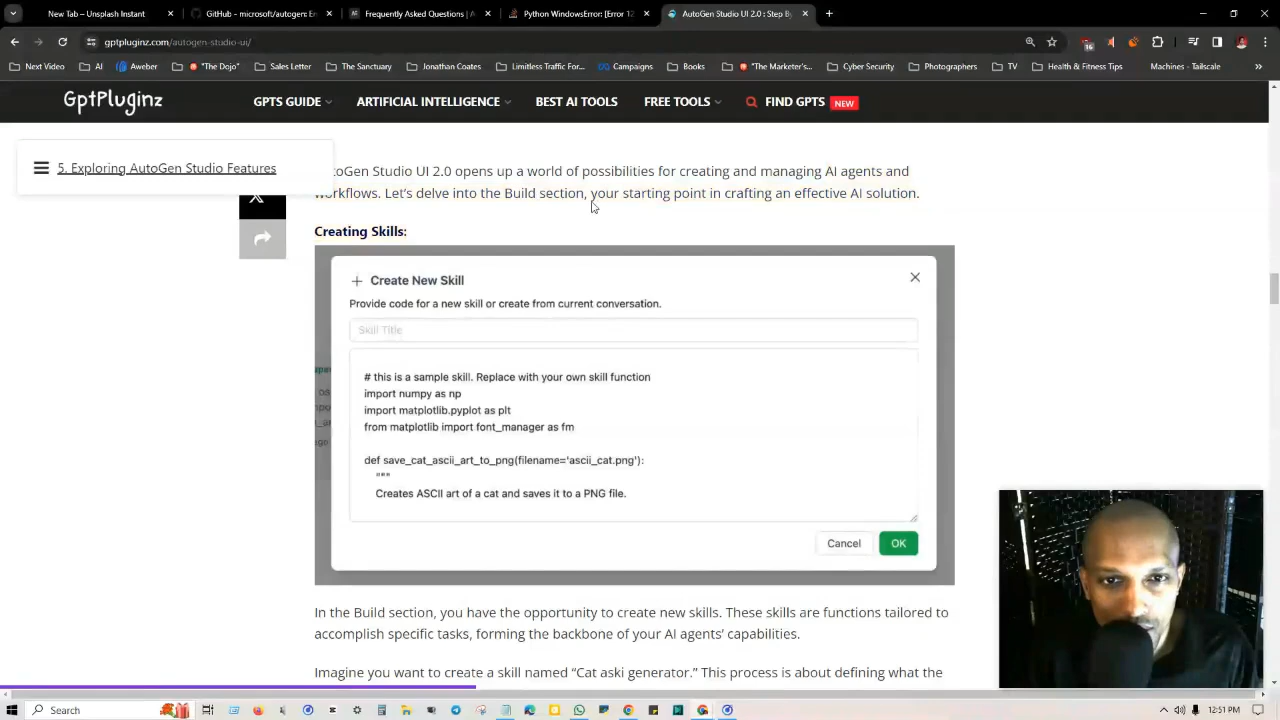 New Tab - Unsplash
GitHub - microsoft/autogen: En
Frequently Asked Questions | A
Python WindowsError: [Error 12
AutoGen Studio UI 2.0 : Step By
gptpluginz.com/autogen-studio-ui/
Next Video
AI
Aweber
"The Dojo"
Sales Letter
The Sanctuary
Jonathan Coates
Limitless Traffic For...
Campaigns
Books
"The Marketer's...
Cyber Security
Photographers
TV
Health & Fitness Tips
Machines - Tailscale
GptPluginz
GPTS GUIDE
ARTIFICIAL INTELLIGENCE
BEST AI TOOLS
FREE TOOLS
FIND GPTS NEW
5. Exploring AutoGen Studio Features
toGen Studio UI 2.0 opens up a world of possibilities for creating and managing AI agents and
workflows. Let's delve into the Build section, your starting point in crafting an effective AI solution.
Creating Skills:
+ Create New Skill
Provide code for a new skill or create from current conversation.
Skill Title
# this is a sample skill. Replace with your own skill function
import numpy as np
import matplotlib.pyplot as plt
from matplotlib import font_manager as fm
def save_cat_ascii_art_to_png(filename='ascii_cat.png'):
"""
Creates ASCII art of a cat and saves it to a PNG file.
Cancel
OK
In the Build section, you have the opportunity to create new skills. These skills are functions tailored to
accomplish specific tasks, forming the backbone of your AI agents' capabilities.
Imagine you want to create a skill named "Cat aski generator." This process is about defining what the
Search
12:51 PM